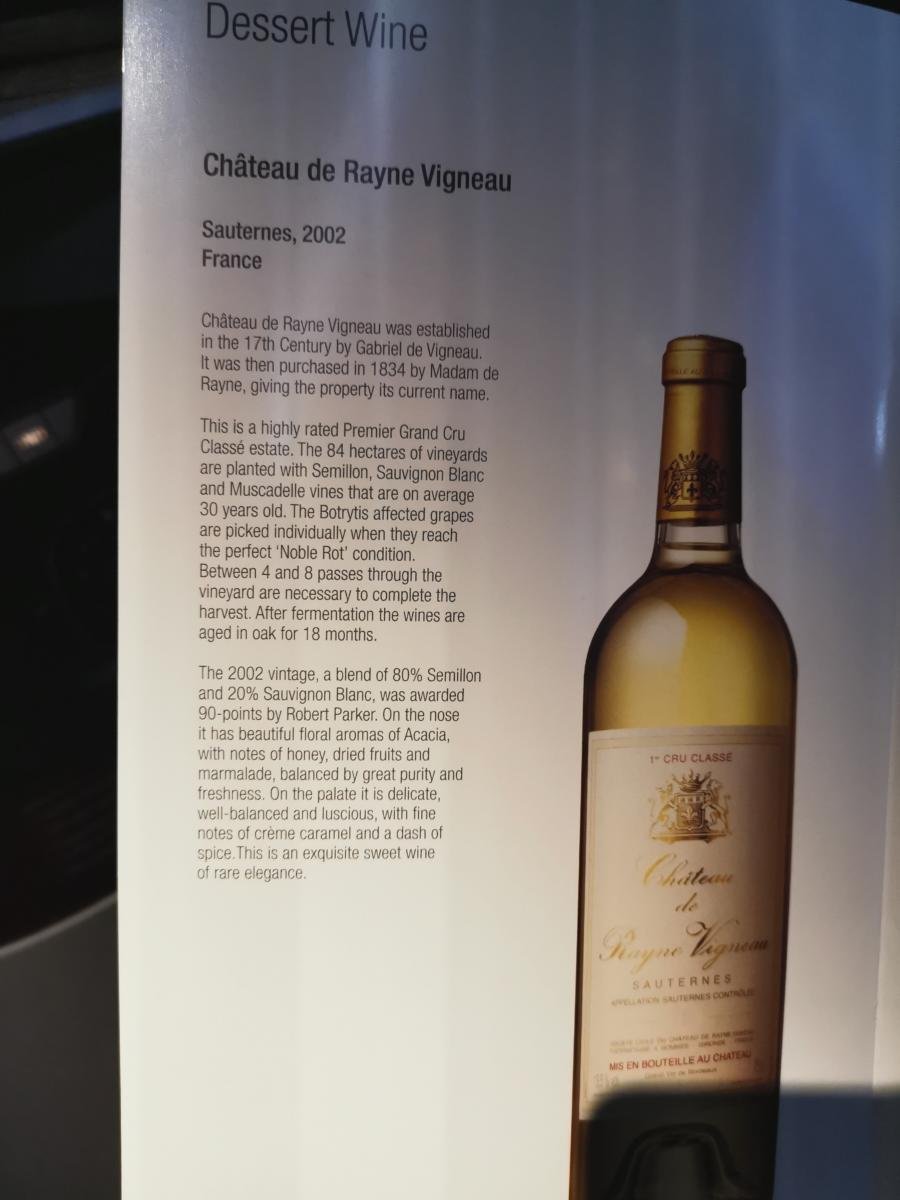 Dessert Wine
Château de Rayne Vigneau
Sauternes, 2002
France
Château de Rayne Vigneau was established
in the 17th Century by Gabriel de Vigneau.
It was then purchased in 1834 by Madam de
Rayne, giving the property its current name.
This is a highly rated Premier Grand Cru
Classé estate. The 84 hectares of vineyards
are planted with Semillon, Sauvignon Blanc
and Muscadelle vines that are on average
30 years old. The Botrytis affected grapes
are picked individually when they reach
the perfect ‘Noble Rot’ condition.
Between 4 and 8 passes through the
vineyard are necessary to complete the
harvest. After fermentation the wines are
aged in oak for 18 months.
The 2002 vintage, a blend of 80% Semillon
and 20% Sauvignon Blanc, was awarded
90-points by Robert Parker. On the nose
it has beautiful floral aromas of Acacia,
with notes of honey, dried fruits and
marmalade, balanced by great purity and
freshness. On the palate it is delicate,
well-balanced and luscious, with fine
notes of crème caramel and a dash of
spice.This is an exquisite sweet wine
of rare elegance.
1er CRU CLASSÉ
Château
de
Rayne Vigneau
SAUTERNES
APPELLATION SAUTERNES CONTRÔLÉE
MIS EN BOUTEILLE AU CHATEAU
Grand Vin de Bordeaux